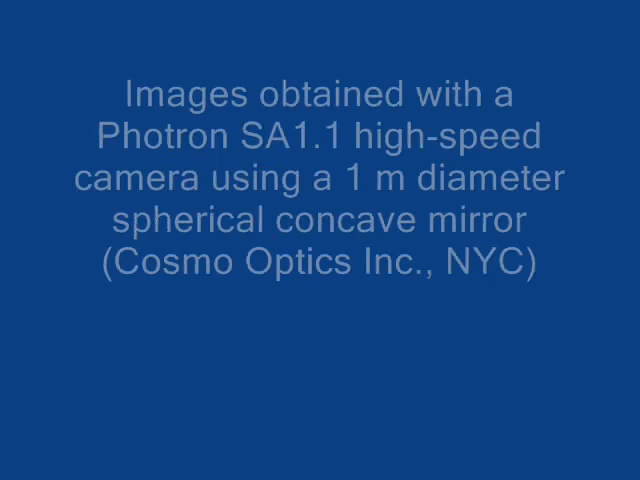 Images obtained with a
Photron SA1.1 high-speed
camera using a 1 m diameter
spherical concave mirror
(Cosmo Optics Inc., NYC)